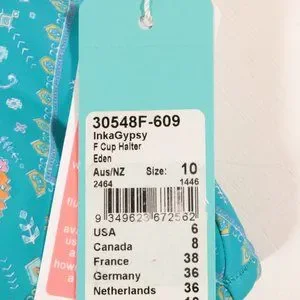 30548F-609
InkaGypsy
F Cup Halter
Eden
Aus/NZ Size: 10
2464 1446
9 349623 672562
USA 6
Canada 8
France 38
Germany 36
Netherlands 36